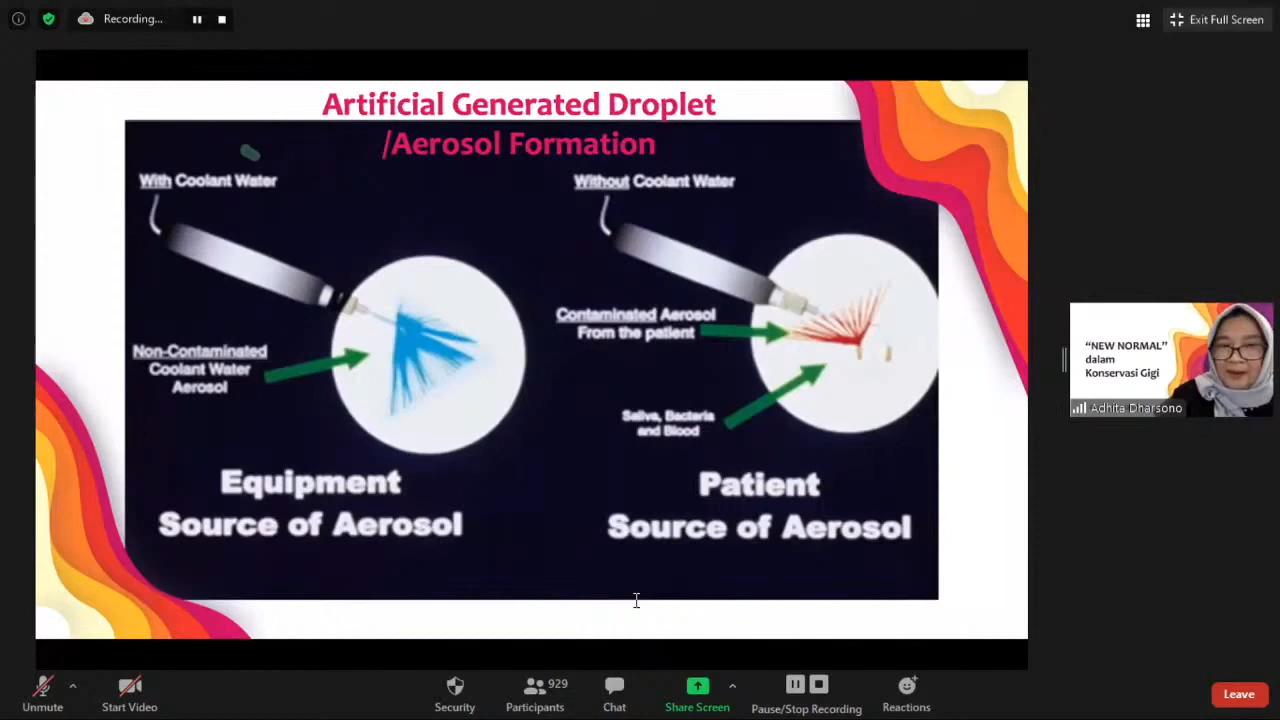 Recording...
Exit Full Screen
Artificial Generated Droplet
/Aerosol Formation
With Coolant Water
Non-Contaminated
Coolant Water
Aerosol
Equipment
Source of Aerosol
Without Coolant Water
Contaminated Aerosol
From the patient
Saliva, Bacteria
and Blood
Patient
Source of Aerosol
“NEW NORMAL”
dalam
Konservasi Gigi
Adhita Dharsono
Unmute
Start Video
Security
929
Participants
Chat
Share Screen
Pause/Stop Recording
Reactions
Leave